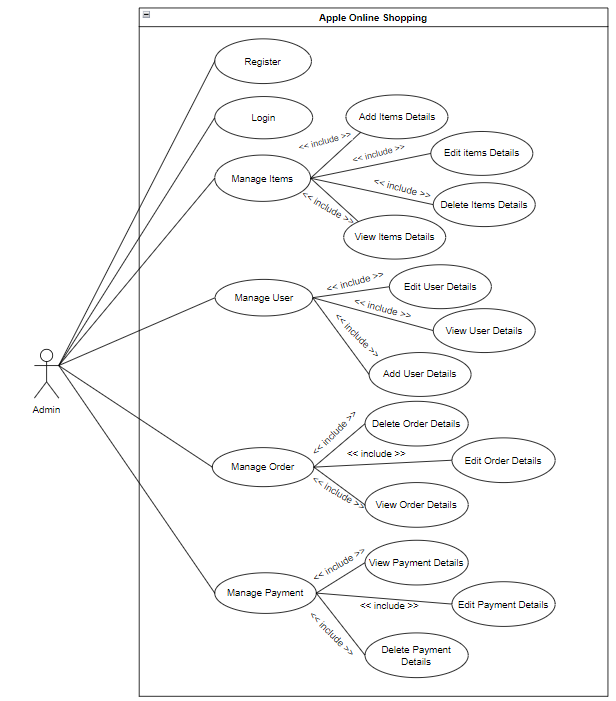 Apple Online Shopping
Register
Login
Add Items Details
<< include >>
<< include >>
Edit items Details
Manage Items
<< include >>
Delete Items Details
<< include >>
View Items Details
<< include >>
Edit User Details
Manage User
<< include >>
View User Details
<< include >>
Add User Details
Admin
Delete Order Details
<< include >>
<< include >>
Edit Order Details
Manage Order
<< include >>
View Order Details
<< include >>
View Payment Details
Manage Payment
<< include >>
Edit Payment Details
<< include >>
Delete Payment
Details